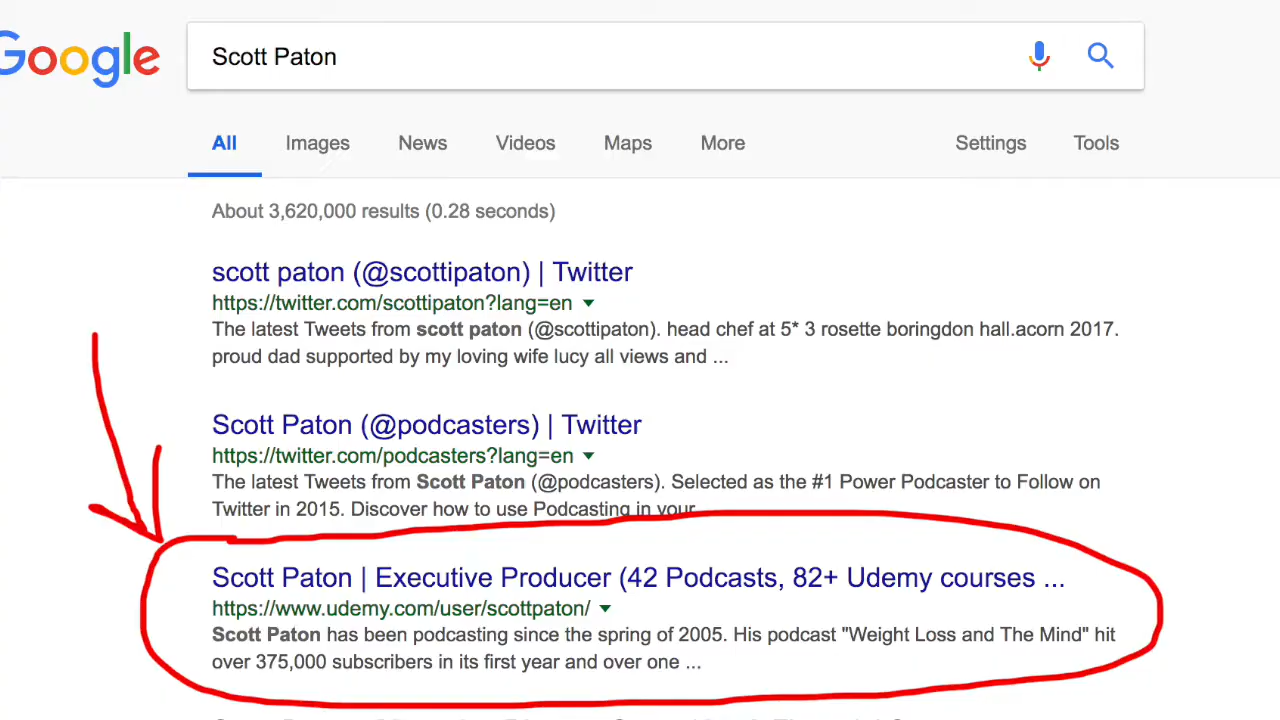 Google
Scott Paton
All Images News Videos Maps More Settings Tools
About 3,620,000 results (0.28 seconds)
scott paton (@scottipaton) | Twitter
https://twitter.com/scottipaton?lang=en
The latest Tweets from scott paton (@scottipaton). head chef at 5* 3 rosette boringdon hall.acorn 2017.
proud dad supported by my loving wife lucy all views and ...
Scott Paton (@podcasters) | Twitter
https://twitter.com/podcasters?lang=en
The latest Tweets from Scott Paton (@podcasters). Selected as the #1 Power Podcaster to Follow on
Twitter in 2015. Discover how to use Podcasting in your
Scott Paton | Executive Producer (42 Podcasts, 82+ Udemy courses ...
https://www.udemy.com/user/scottpaton/
Scott Paton has been podcasting since the spring of 2005. His podcast "Weight Loss and The Mind" hit
over 375,000 subscribers in its first year and over one ...